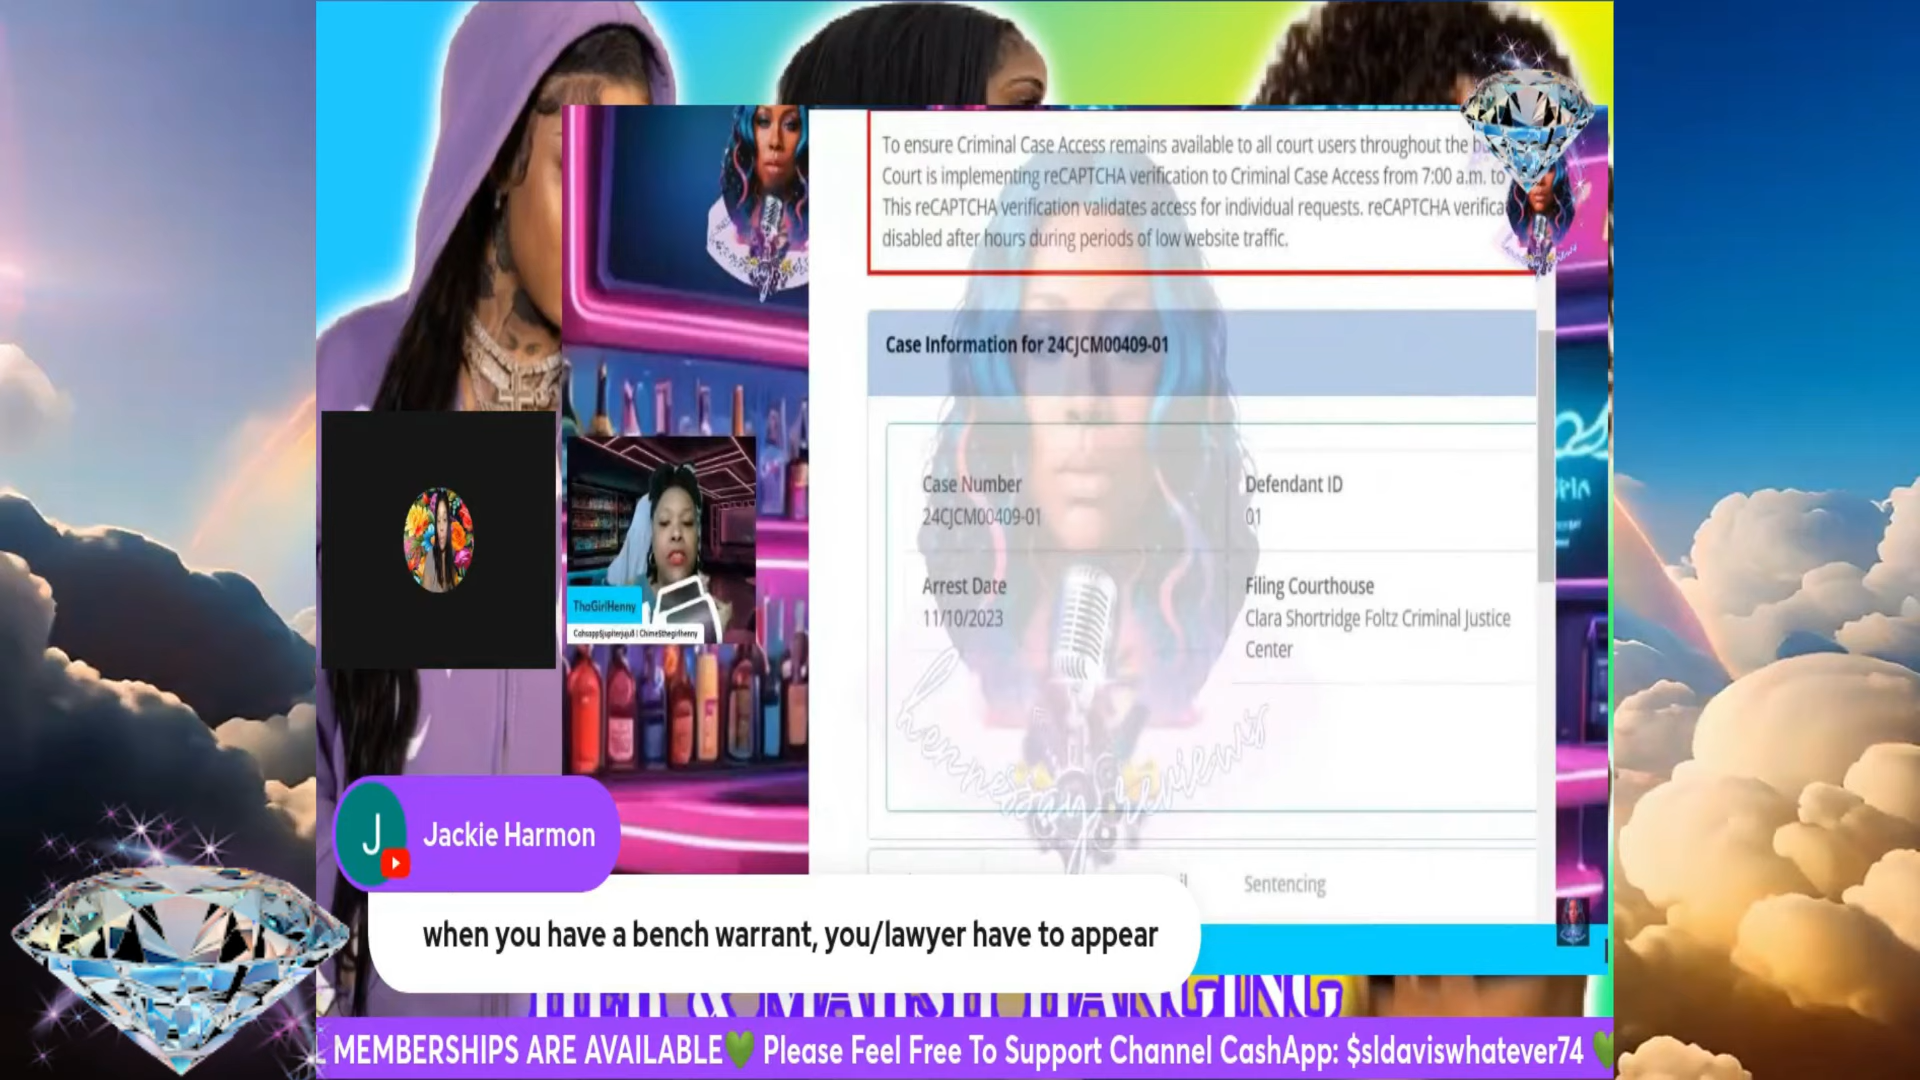 To ensure Criminal Case Access remains available to all court users throughout the
Court is implementing reCAPTCHA verification to Criminal Case Access from 7:00 a.m. to
This reCAPTCHA verification validates access for individual requests. reCAPTCHA
disabled after hours during periods of low website traffic.
Case Information for 24CJCM00409-01
Case Number
24CJCM00409-01
Defendant ID
01
Arrest Date
11/10/2023
Filing Courthouse
Clara Shortridge Foltz Criminal Justice
Center
Sentencing
hennesday reviews
ThaGirlHenny
J
Jackie Harmon
when you have a bench warrant, you/lawyer have to appear
MEMBERSHIPS ARE AVAILABLE💚 Please Feel Free To Support Channel CashApp: $sldaviswhatever74 💚